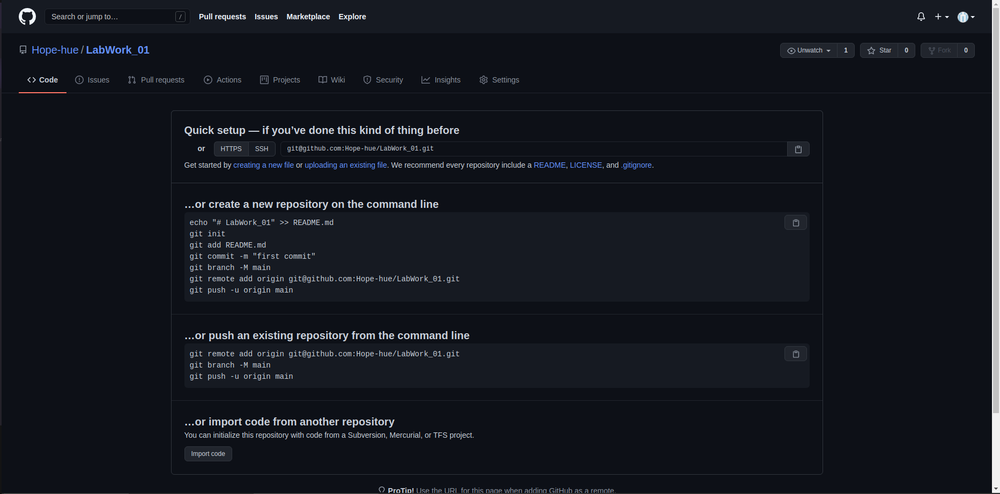 Search or jump to… /
Pull requests Issues Marketplace Explore
Hope-hue / LabWork_01
Unwatch 1 Star 0 Fork 0
Code Issues Pull requests Actions Projects Wiki Security Insights Settings
Quick setup — if you’ve done this kind of thing before
or HTTPS SSH git@github.com:Hope-hue/LabWork_01.git
Get started by creating a new file or uploading an existing file. We recommend every repository include a README, LICENSE, and .gitignore.
…or create a new repository on the command line
echo "# LabWork_01" >> README.md
git init
git add README.md
git commit -m "first commit"
git branch -M main
git remote add origin git@github.com:Hope-hue/LabWork_01.git
git push -u origin main
…or push an existing repository from the command line
git remote add origin git@github.com:Hope-hue/LabWork_01.git
git branch -M main
git push -u origin main
…or import code from another repository
You can initialize this repository with code from a Subversion, Mercurial, or TFS project.
Import code
ProTip! Use the URL for this page when adding GitHub as a remote.